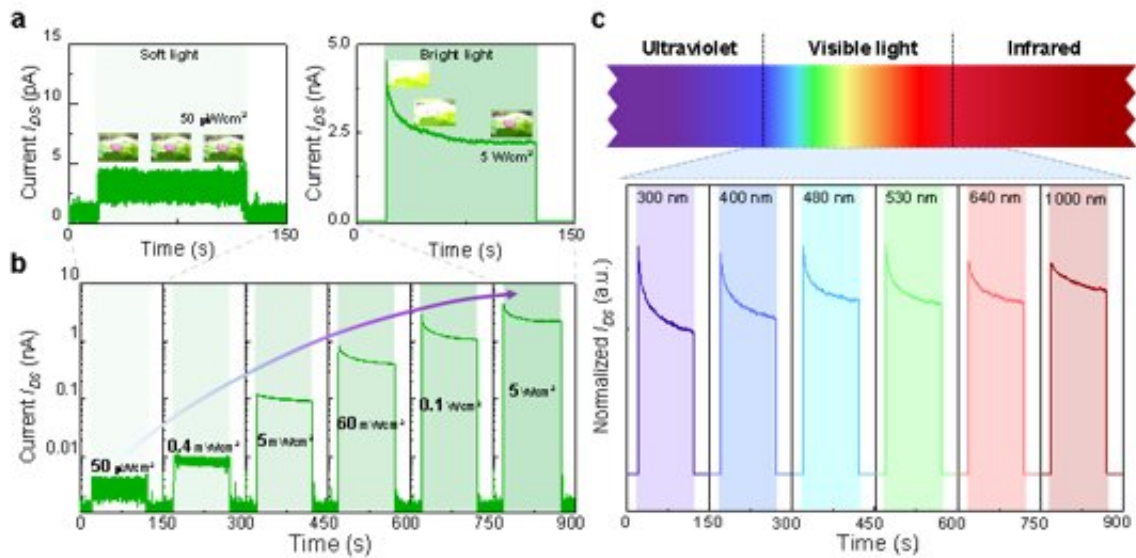 a
Soft light
Current I_DS (pA)
15
10
5
0
50 μW/cm²
0
150
Time (s)
Bright light
Current I_DS (nA)
5.0
2.5
0.0
5 W/cm²
0
150
Time (s)
b
Current I_DS (nA)
10
1
0.1
0.01
50 μW/cm²
0.4 mW/cm²
5 mW/cm²
60 mW/cm²
0.1 W/cm²
5 W/cm²
0 150 300 450 600 750 900
Time (s)
c
Ultraviolet Visible light Infrared
300 nm 400 nm 480 nm 530 nm 640 nm 1000 nm
Normalized I_DS (a.u.)
0 150 300 450 600 750 900
Time (s)